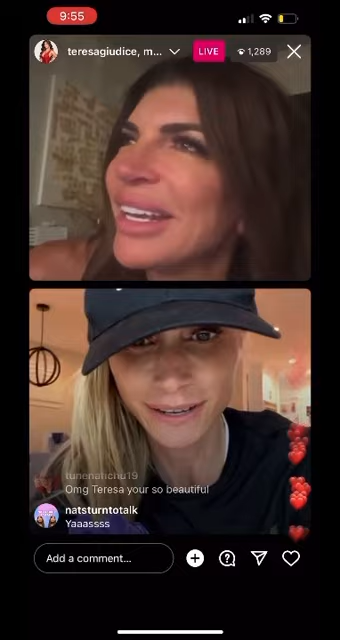 9:55
teresagiudice, m...
LIVE
1,289
Omg Teresa your so beautiful
natsturntotalk
Yaaassss
Add a comment...